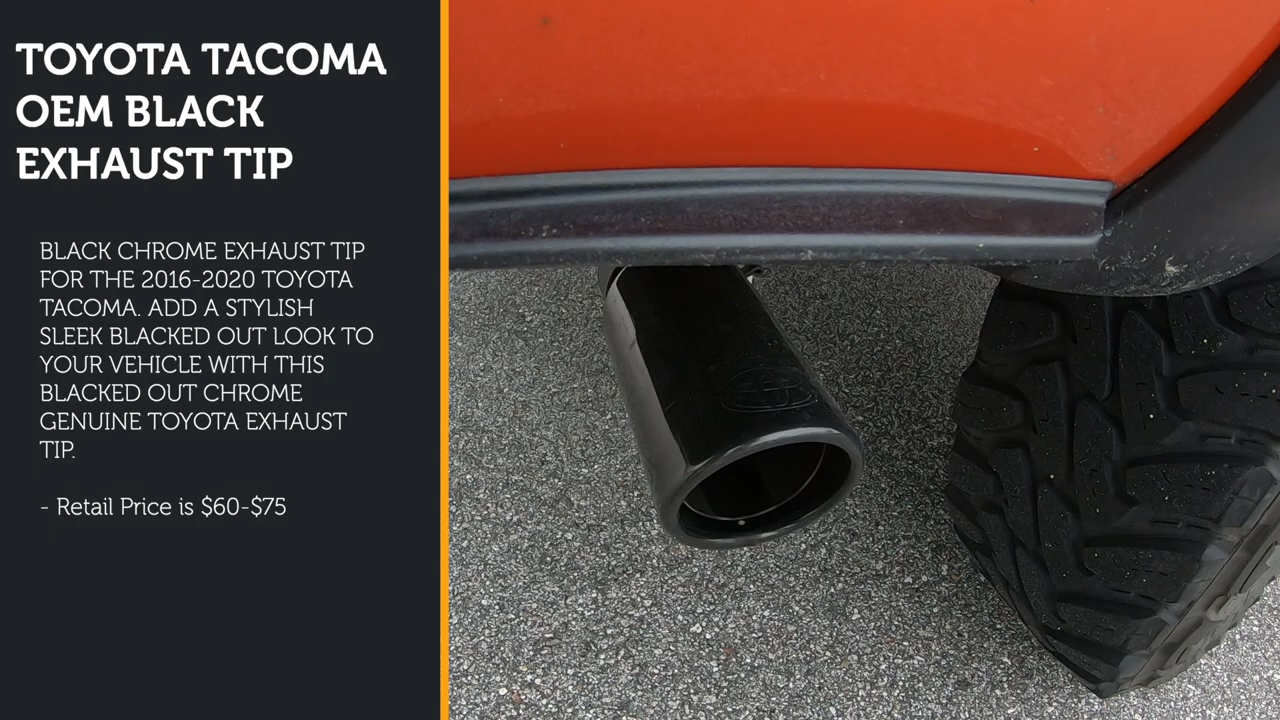 TOYOTA TACOMA
OEM BLACK
EXHAUST TIP
BLACK CHROME EXHAUST TIP
FOR THE 2016-2020 TOYOTA
TACOMA. ADD A STYLISH
SLEEK BLACKED OUT LOOK TO
YOUR VEHICLE WITH THIS
BLACKED OUT CHROME
GENUINE TOYOTA EXHAUST
TIP.
- Retail Price is $60-$75